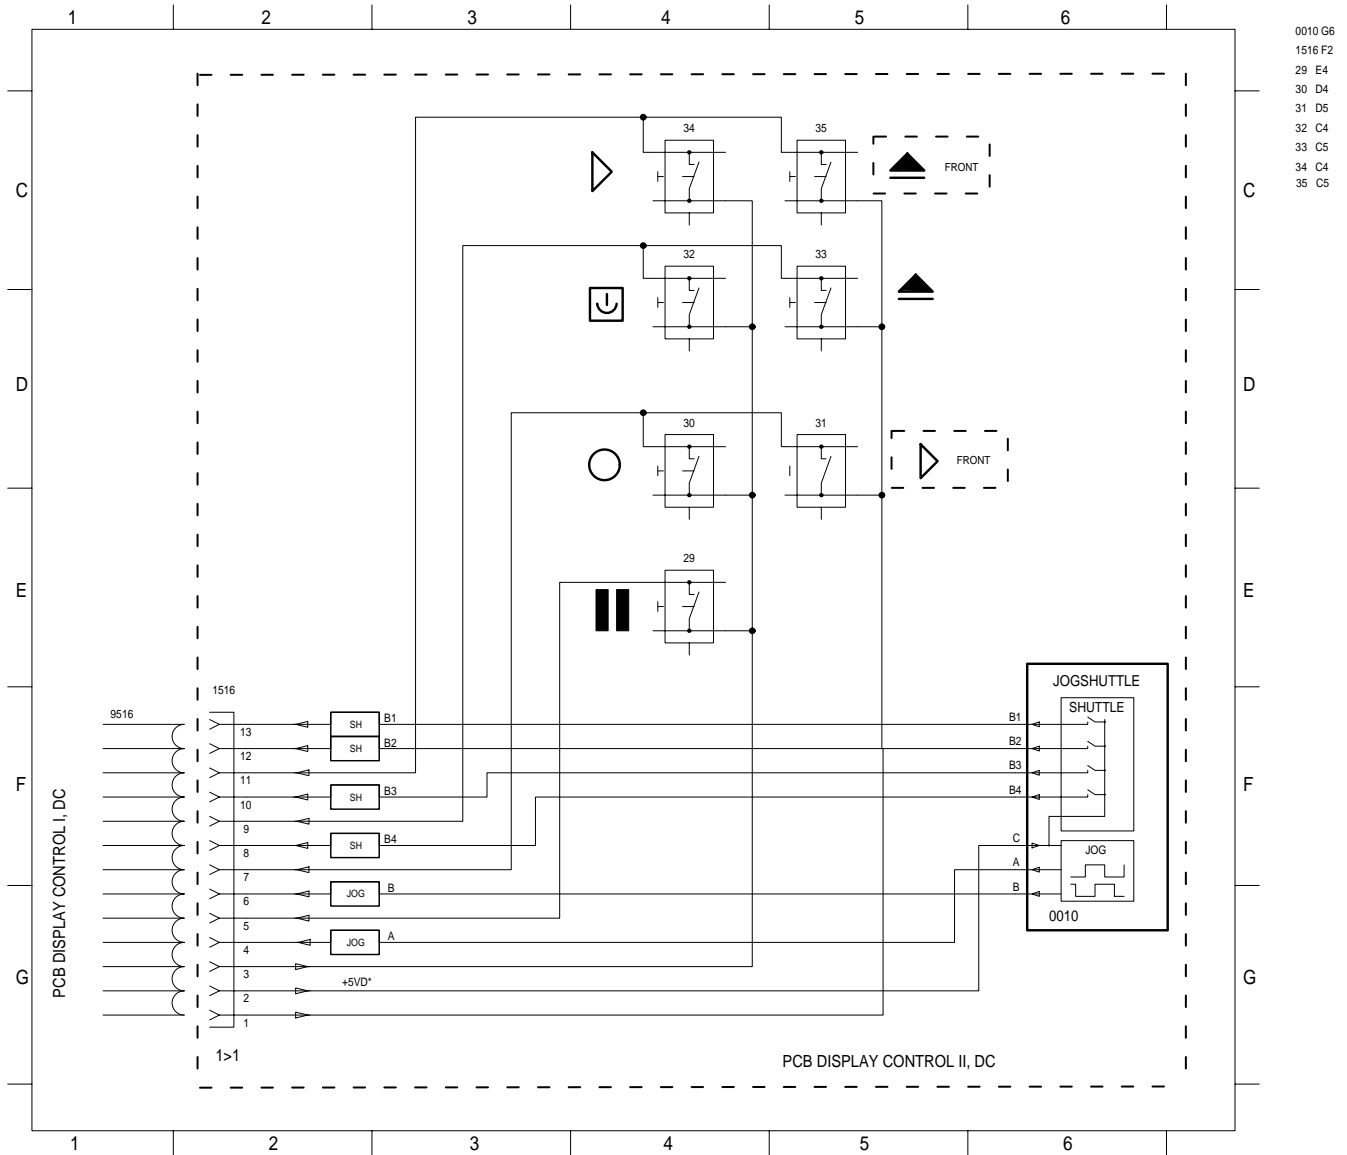 1 2 3 4 5 6
0010 G6
1516 F2
29 E4
30 D4
31 D5
32 C4
33 C5
34 C4
35 C5
34 35
C FRONT C
32 33
D D
30 31
FRONT
29
E E
JOGSHUTTLE
1516
SHUTTLE
9516
SH B1 B1
13
SH B2 B2
12
B3
11
F SH B3 B4 F
10
9
SH B4 C
8
JOG
A
7
JOG B B
6
0010
5
JOG A
4
G G
3
+5VD*
2
1
PCB DISPLAY CONTROL I, DC
1>1
PCB DISPLAY CONTROL II, DC
1 2 3 4 5 6